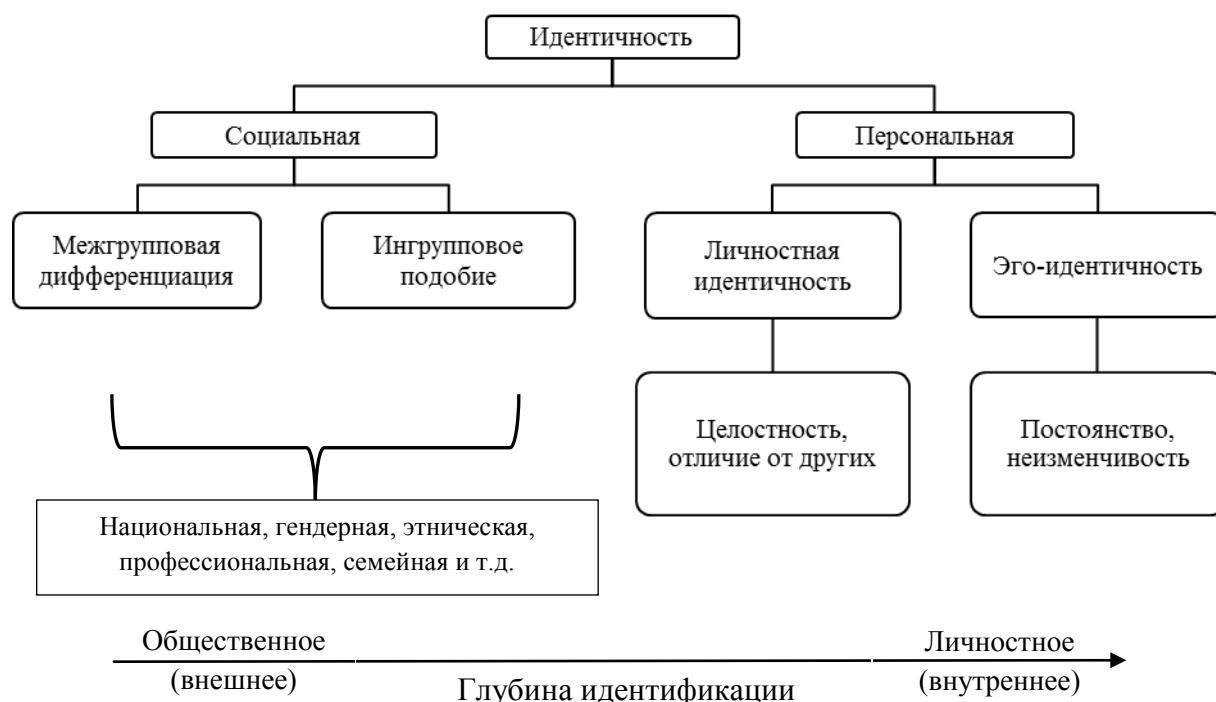 Идентичность
Социальная
Персональная
Межгрупповая
дифференциация
Ингрупповое
подобие
Личностная
идентичность
Эго-идентичность
Целостность,
отличие от других
Постоянство,
неизменчивость
Национальная, гендерная, этническая,
профессиональная, семейная и т.д.
Общественное
(внешнее)
Глубина идентификации
Личностное
(внутреннее)